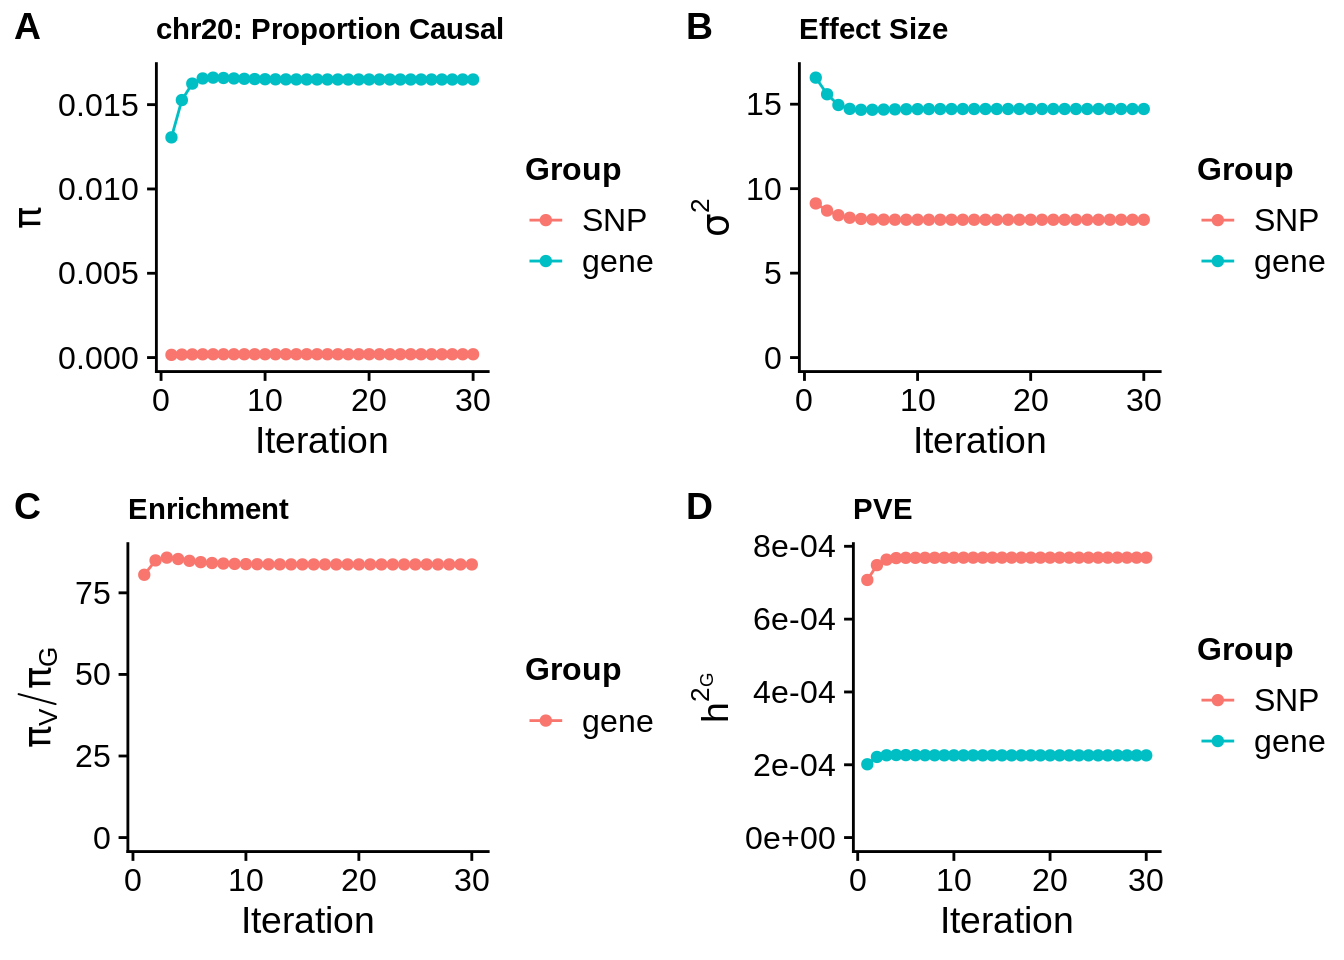 A
chr20: Proportion Causal
π
0.015
0.010
0.005
0.000
0 10 20 30
Iteration
Group
SNP
gene
B
Effect Size
σ²
15
10
5
0
0 10 20 30
Iteration
Group
SNP
gene
C
Enrichment
πV/πG
75
50
25
0
0 10 20 30
Iteration
Group
gene
D
PVE
h2G
8e-04
6e-04
4e-04
2e-04
0e+00
0 10 20 30
Iteration
Group
SNP
gene